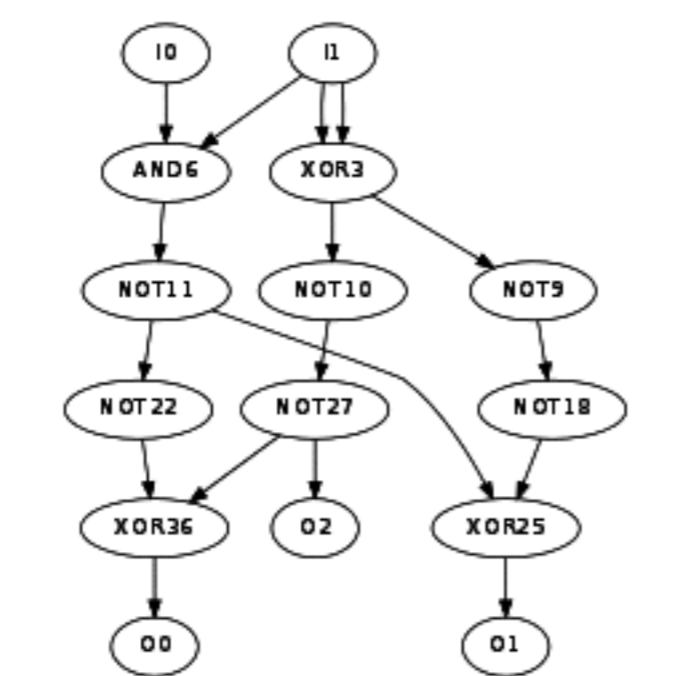 I0 I1
AND6 XOR3
NOT11 NOT10 NOT9
NOT22 NOT27 NOT18
XOR36 O2 XOR25
O0 O1